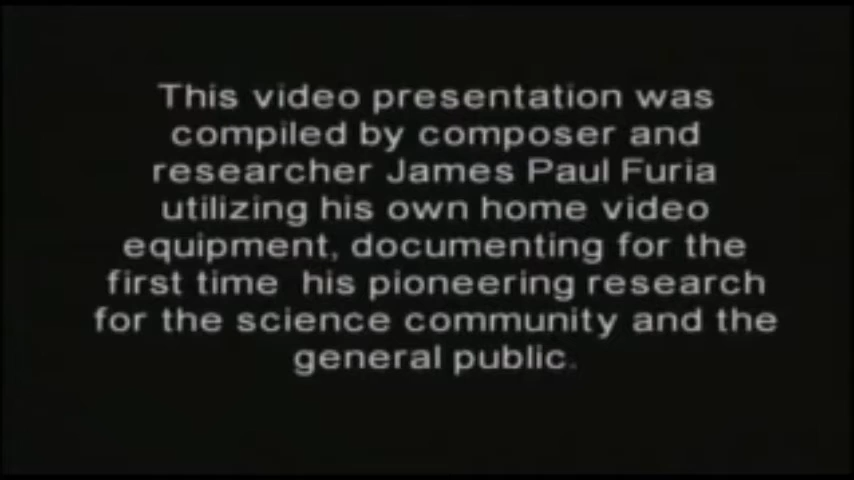 This video presentation was
compiled by composer and
researcher James Paul Furia
utilizing his own home video
equipment, documenting for the
first time his pioneering research
for the science community and the
general public.